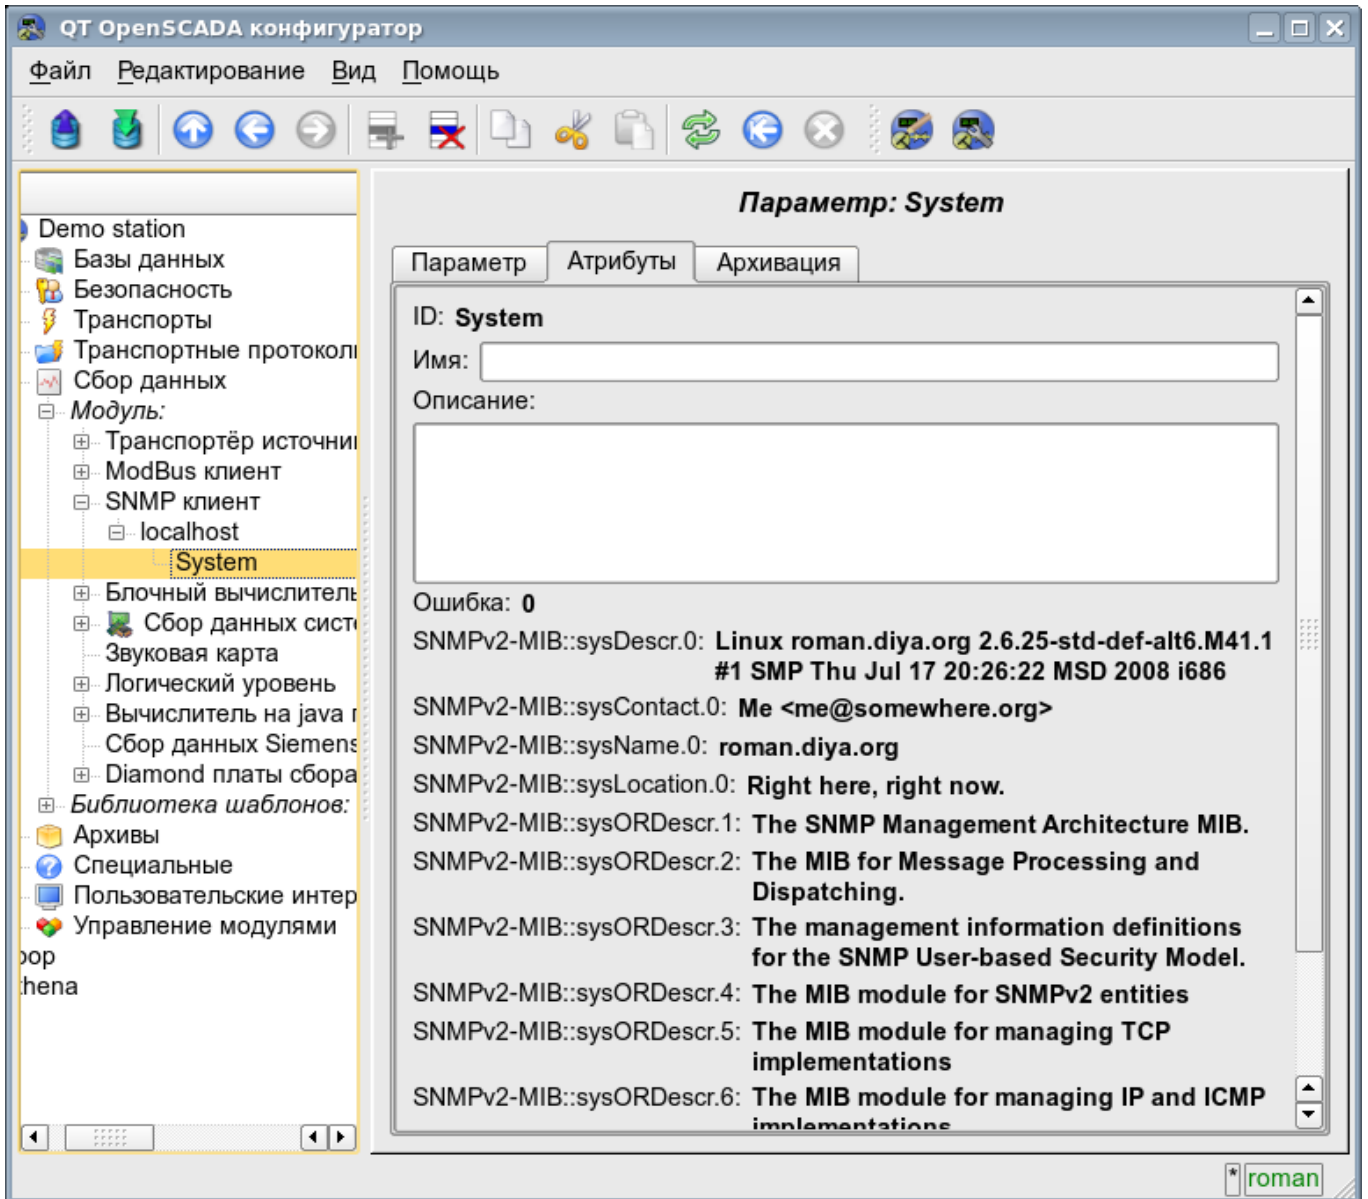 QT OpenSCADA конфигуратор
Файл Редактирование Вид Помощь
Demo station
Базы данных
Безопасность
Транспорты
Транспортные
Сбор данных
Модуль:
Транспортёр
ModBus клиент
SNMP клиент
localhost
System
Блочный
Сбор данных
Звуковая карта
Логический уровень
Вычислитель на java
Сбор данных Siemens
Diamond платы сбора
Библиотека шаблонов:
Архивы
Специальные
Пользовательские
Управление модулями
Параметр: System
Параметр Атрибуты Архивация
ID: System
Имя:
Описание:
Ошибка: 0
SNMPv2-MIB::sysDescr.0: Linux roman.diya.org 2.6.25-std-def-alt6.M41.1
#1 SMP Thu Jul 17 20:26:22 MSD 2008 i686
SNMPv2-MIB::sysContact.0: Me <me@somewhere.org>
SNMPv2-MIB::sysName.0: roman.diya.org
SNMPv2-MIB::sysLocation.0: Right here, right now.
SNMPv2-MIB::sysORDescr.1: The SNMP Management Architecture MIB.
SNMPv2-MIB::sysORDescr.2: The MIB for Message Processing and
Dispatching.
SNMPv2-MIB::sysORDescr.3: The management information definitions
for the SNMP User-based Security Model.
SNMPv2-MIB::sysORDescr.4: The MIB module for SNMPv2 entities
SNMPv2-MIB::sysORDescr.5: The MIB module for managing TCP
implementations
SNMPv2-MIB::sysORDescr.6: The MIB module for managing IP and ICMP
implementations
* roman